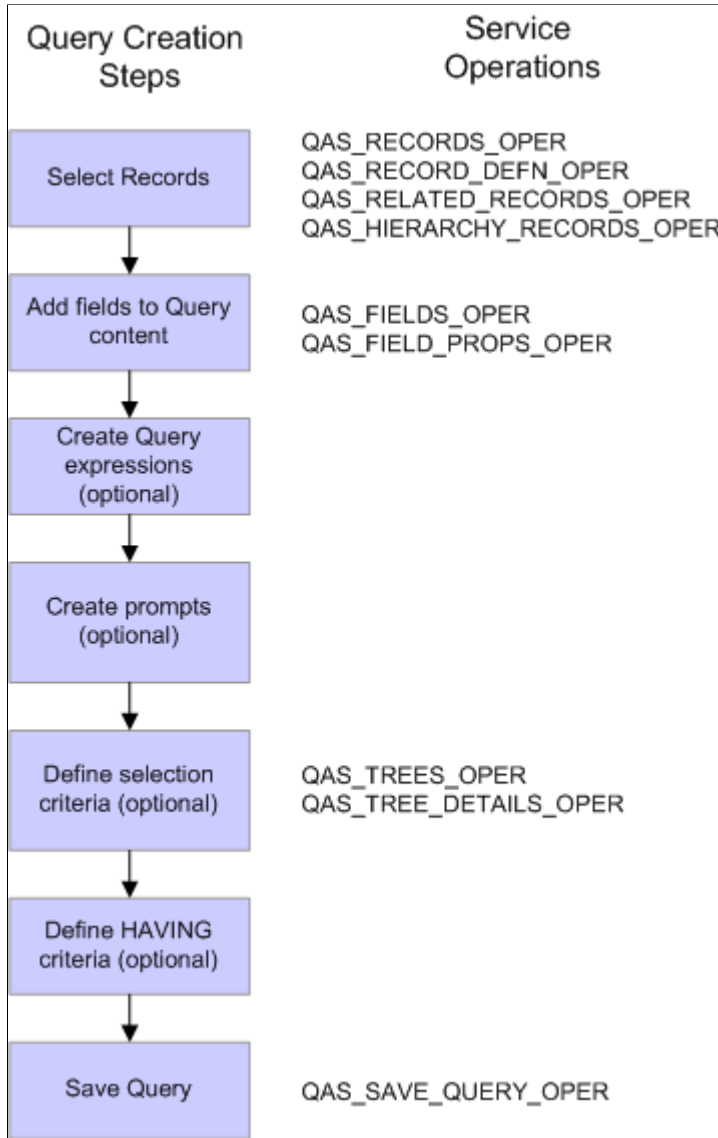 Query Creation
Steps
Service
Operations
Select Records
QAS_RECORDS_OPER
QAS_RECORD_DEFN_OPER
QAS_RELATED_RECORDS_OPER
QAS_HIERARCHY_RECORDS_OPER
Add fields to Query
content
QAS_FIELDS_OPER
QAS_FIELD_PROPS_OPER
Create Query
expressions
(optional)
Create prompts
(optional)
Define selection
criteria (optional)
QAS_TREES_OPER
QAS_TREE_DETAILS_OPER
Define HAVING
criteria (optional)
Save Query
QAS_SAVE_QUERY_OPER